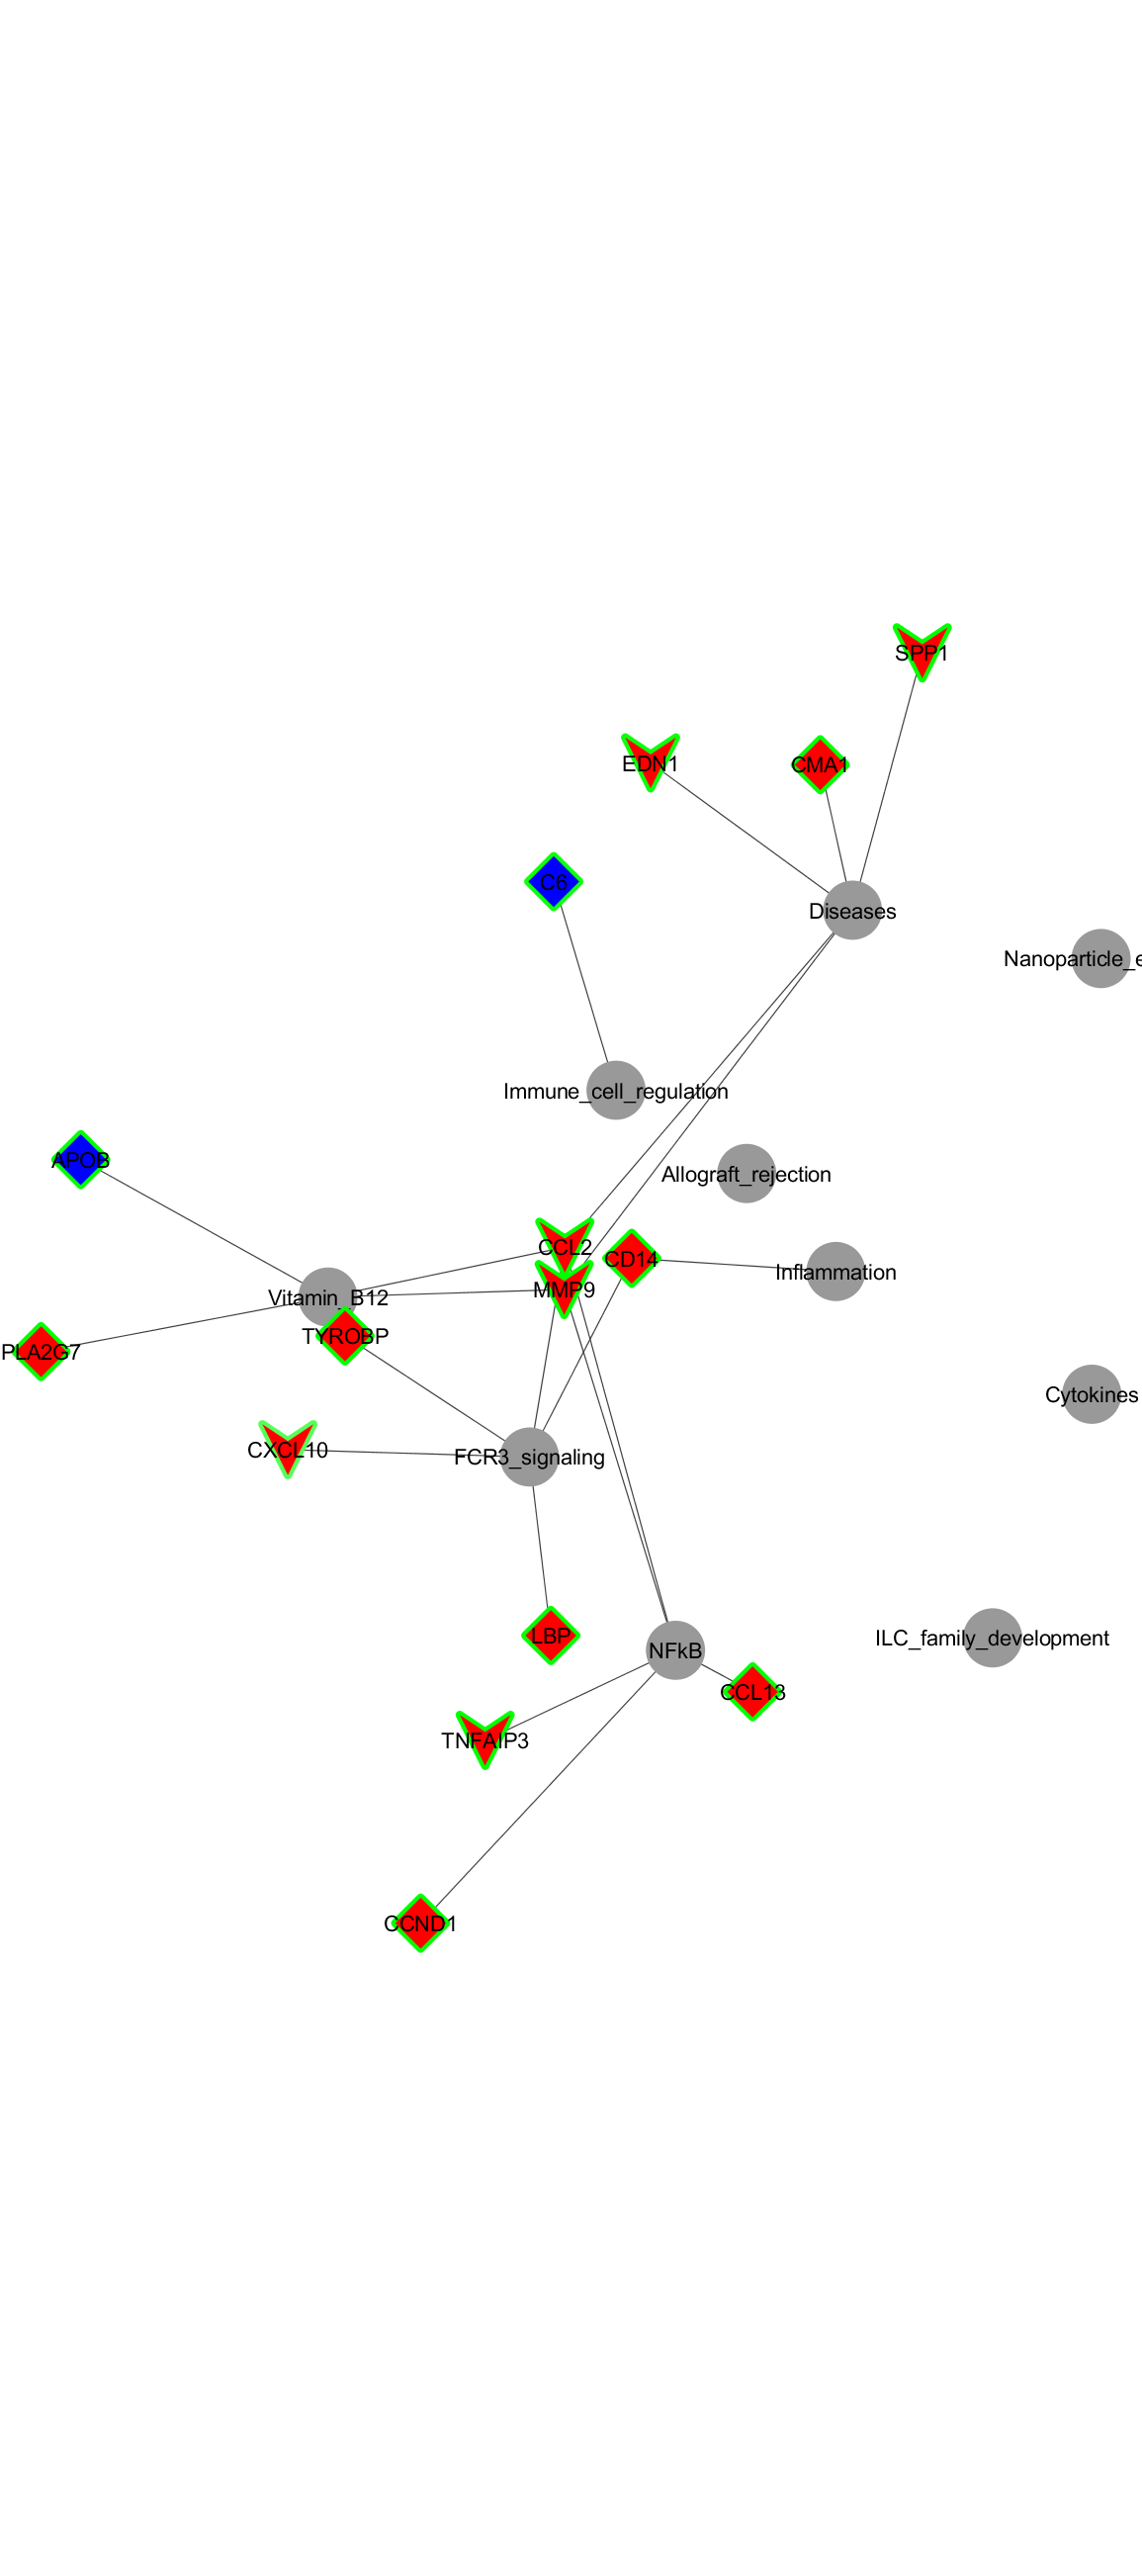 SPP1
EDN1
CMA1
C6
Diseases
Nanoparticle_e
Immune_cell_regulation
APOB
Allograft_rejection
CCL2
CD14
Inflammation
MMP9
Vitamin_B12
TYROBP
PLA2G7
Cytokines
CXCL10
FCR3_signaling
LBP
ILC_family_development
NFkB
CCL13
TNFAIP3
CCND1